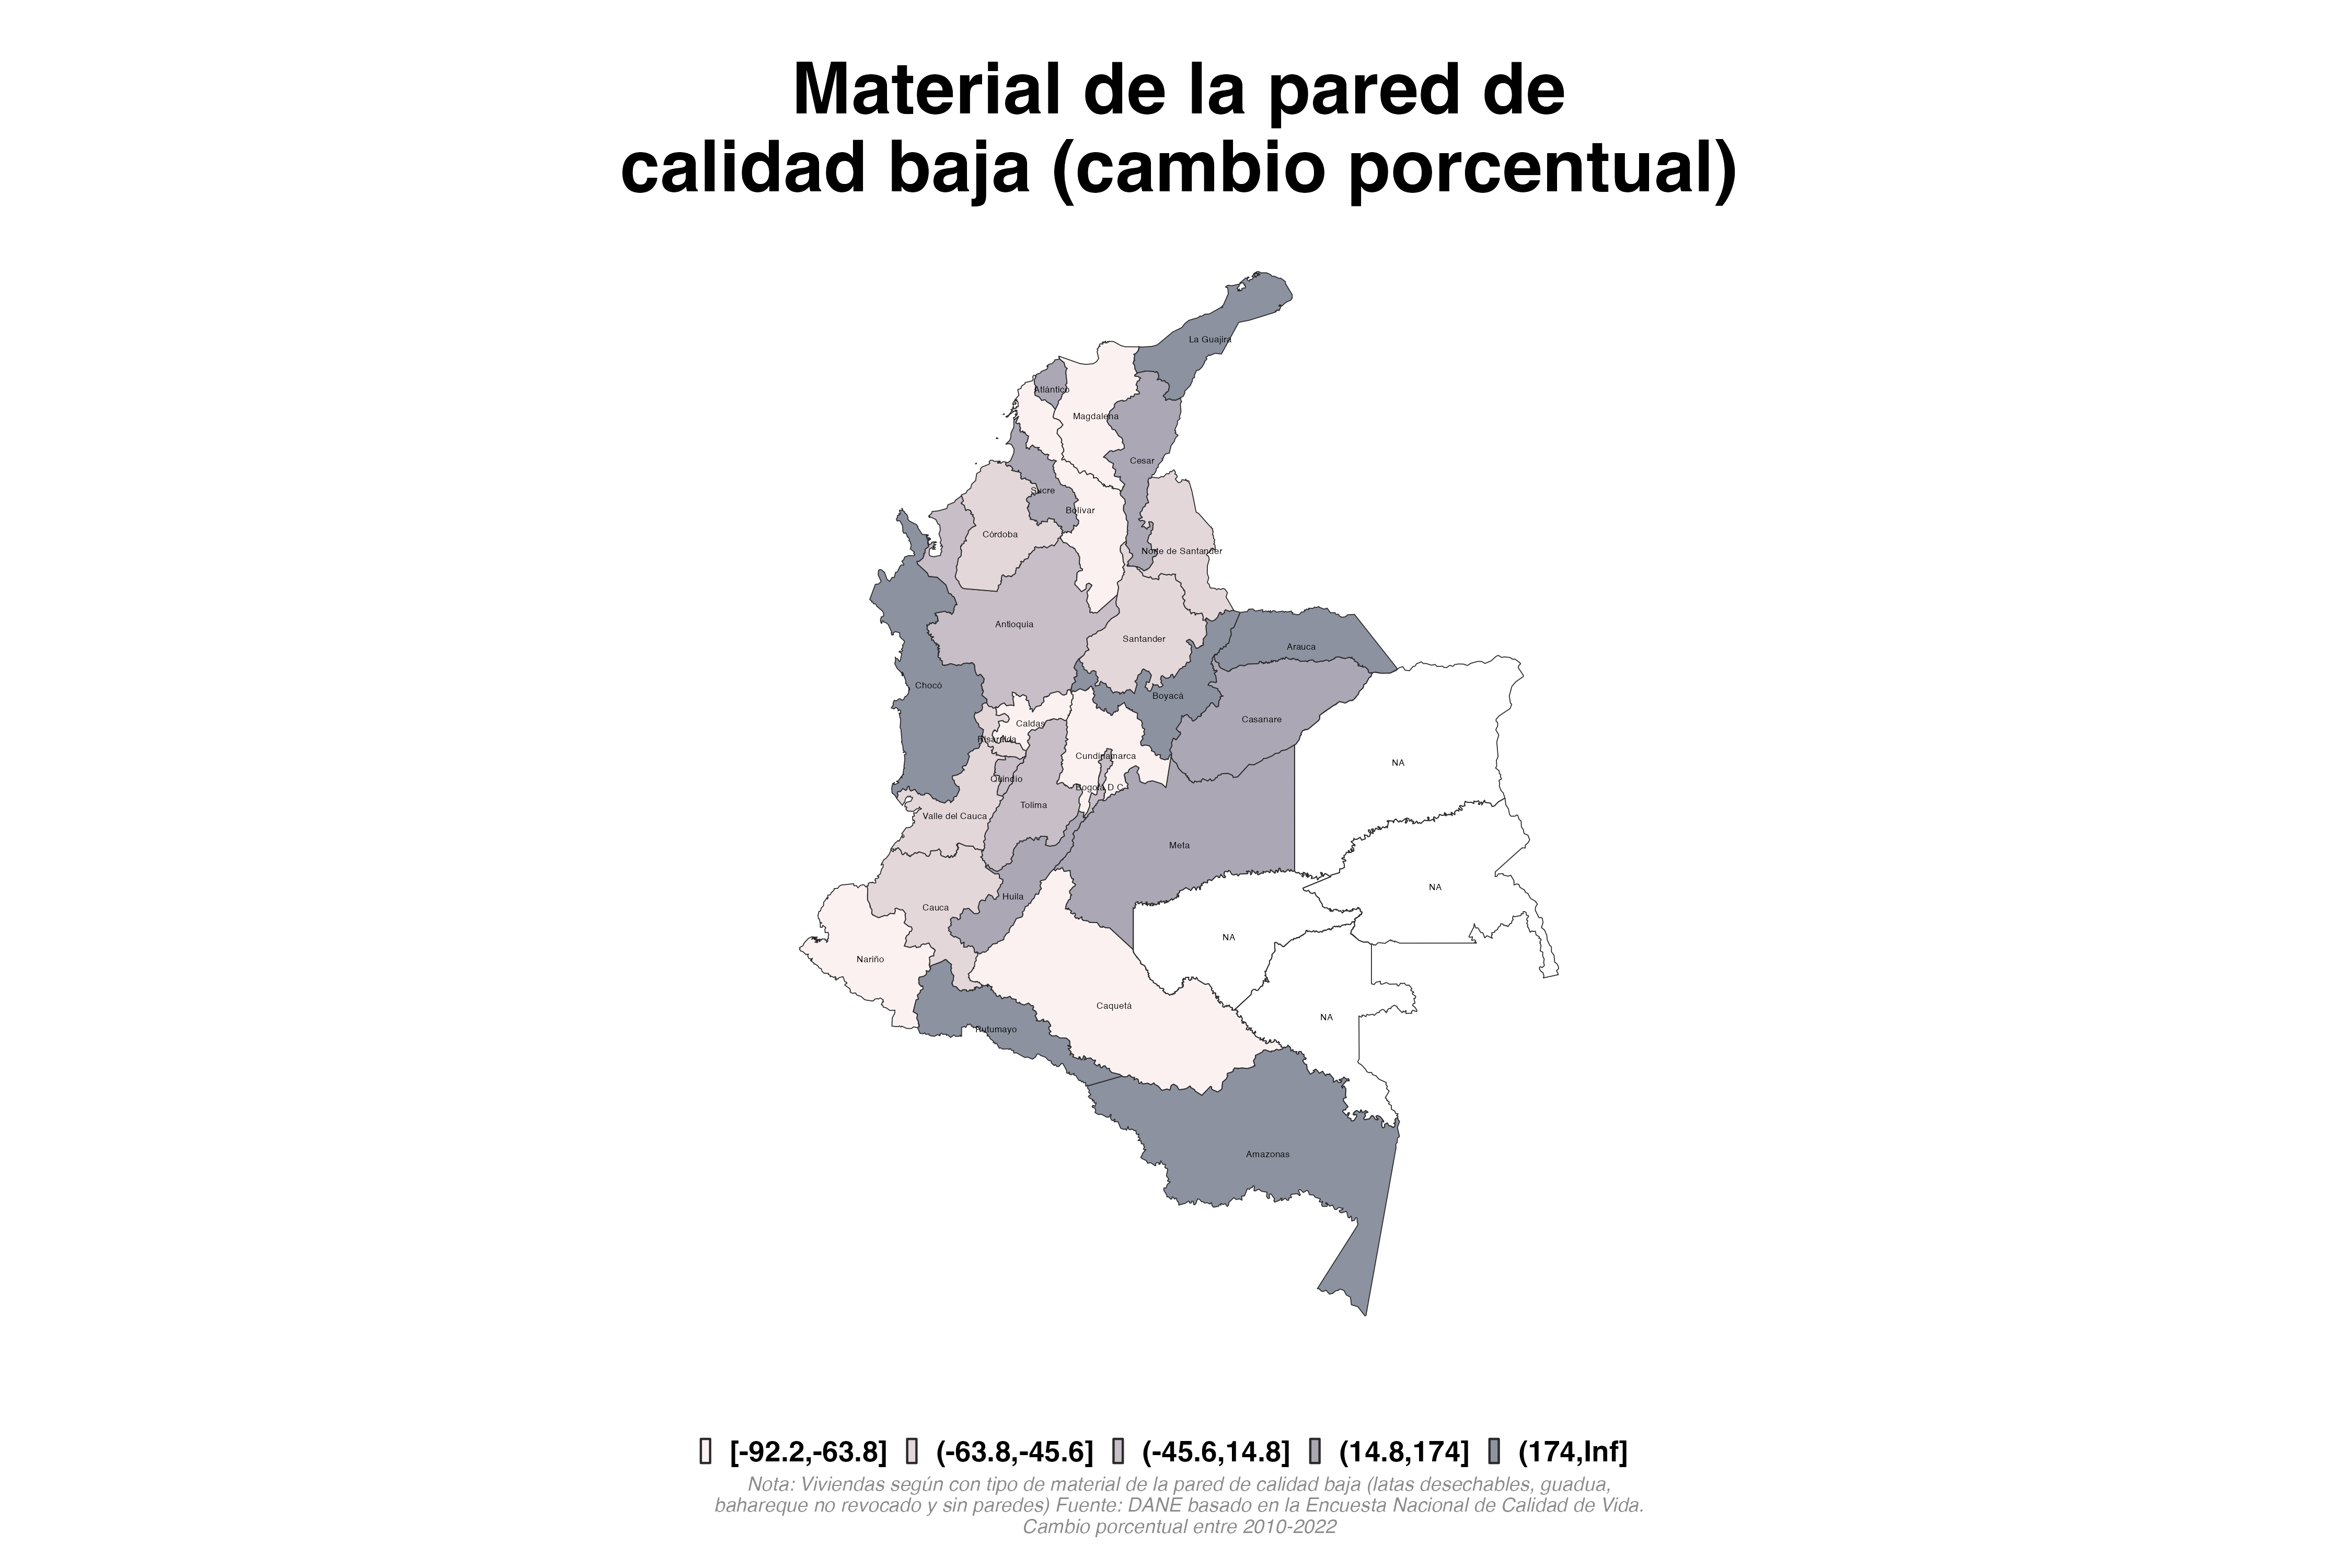 Material de la pared de
calidad baja (cambio porcentual)
La Guajira
Atlántico
Magdalena
Cesar
Sucre
Bolívar
Córdoba
Norte de Santander
Antioquia
Santander
Arauca
Chocó
Boyacá
Caldas
Casanare
Risaralda
Cundinamarca
NA
Quindío
Bogotá D.C.
Tolima
Valle del Cauca
Meta
NA
Huila
Cauca
NA
Nariño
Caquetá
NA
Putumayo
Amazonas
[-92.2,-63.8] (-63.8,-45.6] (-45.6,14.8] (14.8,174] (174,Inf]
Nota: Viviendas según con tipo de material de la pared de calidad baja (latas desechables, guadua,
bahareque no revocado y sin paredes) Fuente: DANE basado en la Encuesta Nacional de Calidad de Vida.
Cambio porcentual entre 2010-2022